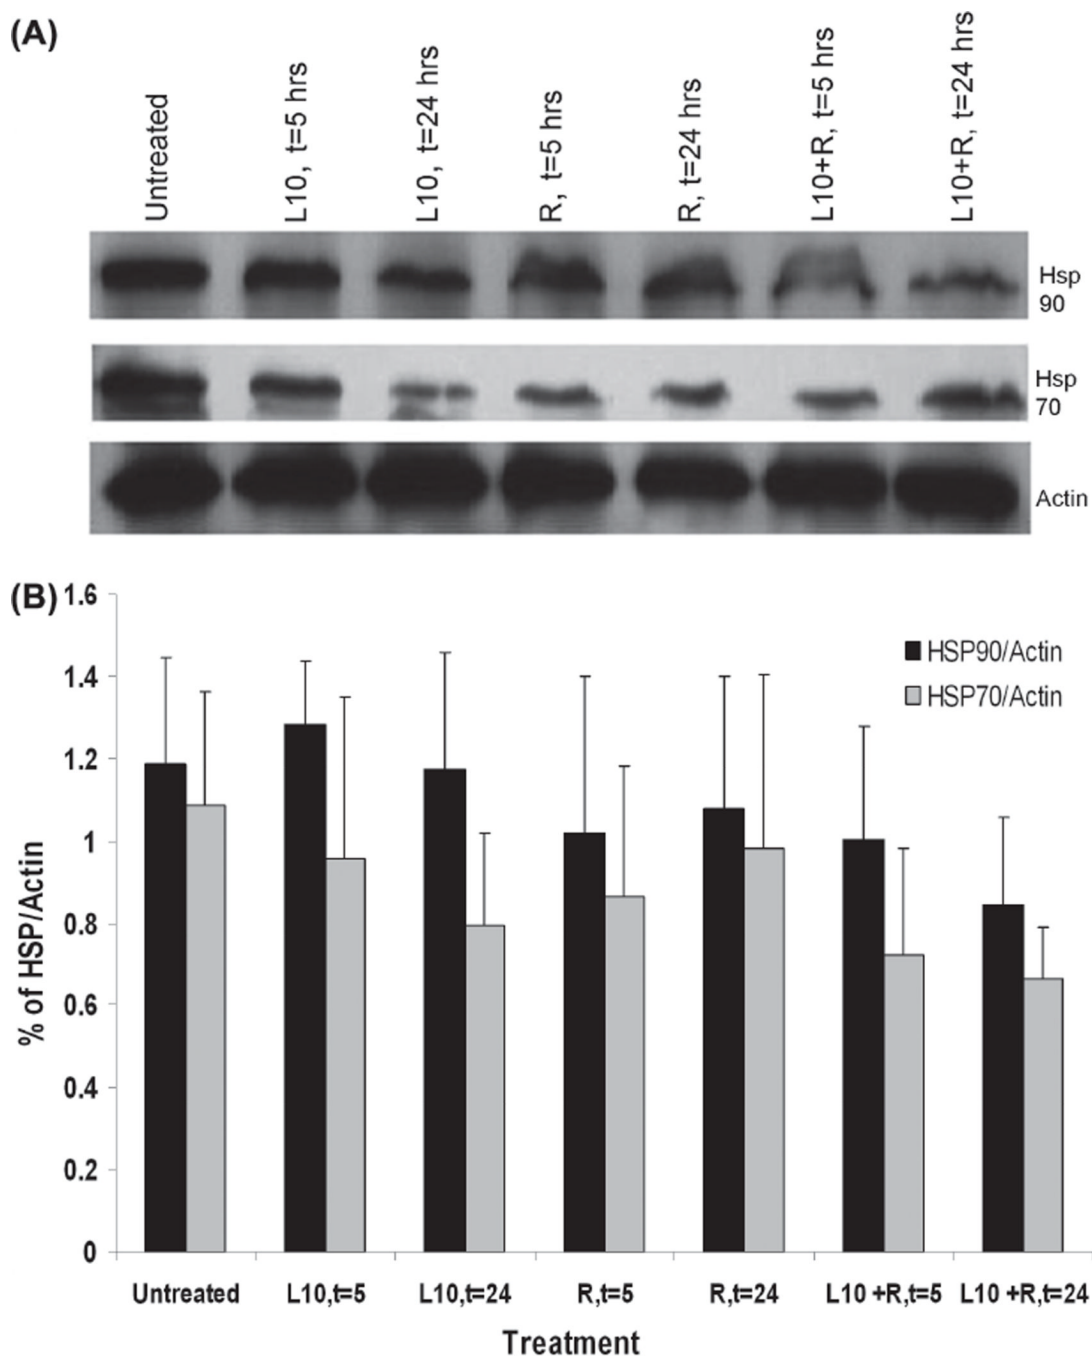 (A)
Untreated
L10, t=5 hrs
L10, t=24 hrs
R, t=5 hrs
R, t=24 hrs
L10+R, t=5 hrs
L10+R, t=24 hrs
Hsp
90
Hsp
70
Actin
(B)
1.6
1.4
1.2
1
0.8
0.6
0.4
0.2
0
% of HSP/Actin
HSP90/Actin
HSP70/Actin
Untreated
L10,t=5
L10,t=24
R,t=5
R,t=24
L10 +R,t=5
L10 +R,t=24
Treatment